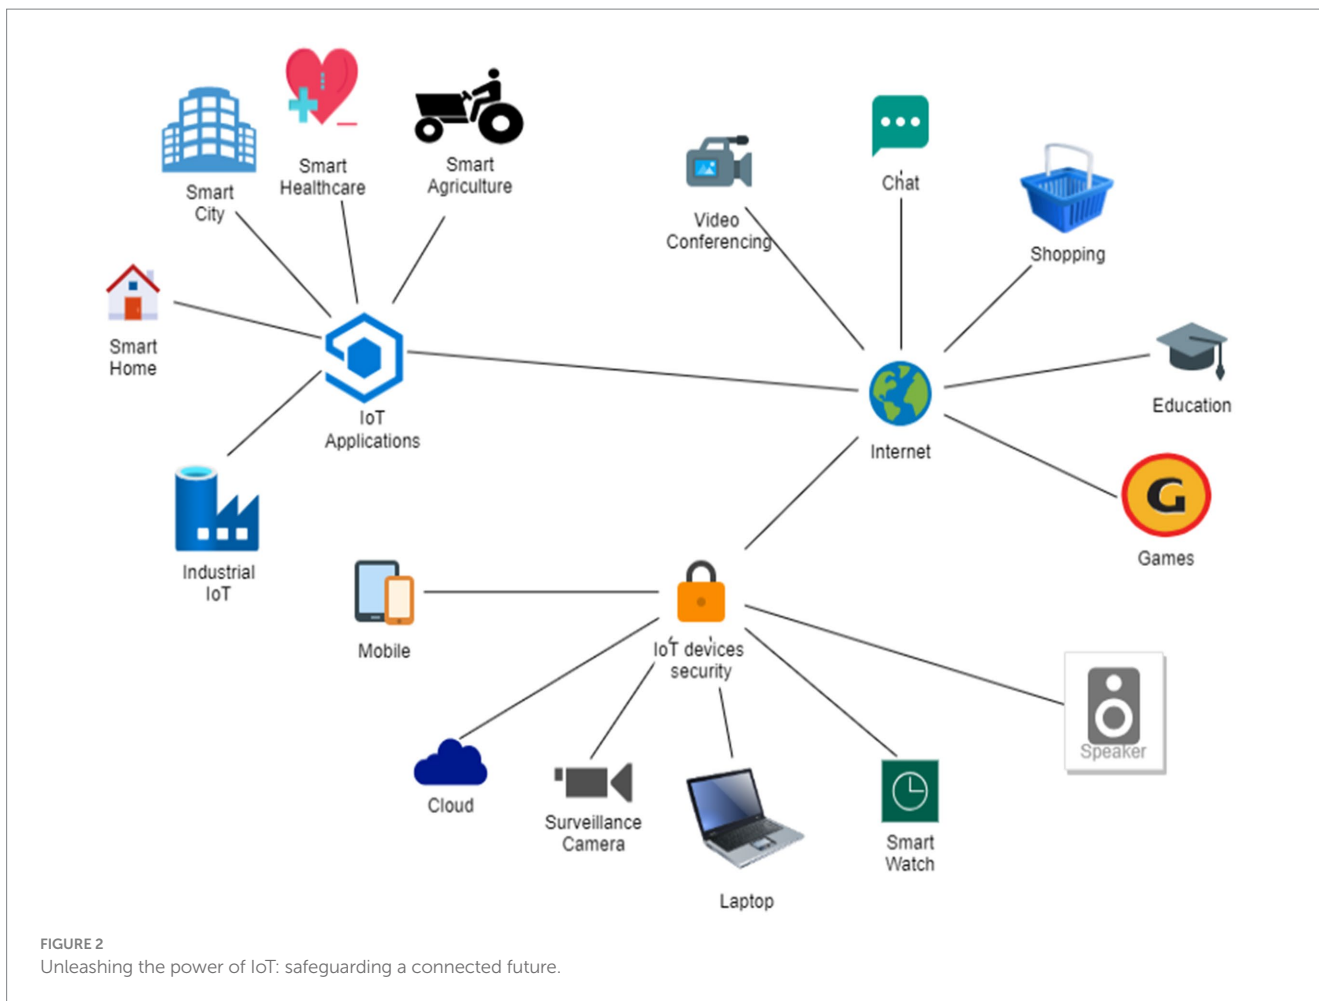 Smart
City
Smart
Healthcare
Smart
Agriculture
Video
Conferencing
Chat
Shopping
Smart
Home
IoT
Applications
Internet
Education
G
Games
Industrial
IoT
Mobile
IoT devices
security
Speaker
Cloud
Surveillance
Camera
Laptop
Smart
Watch
FIGURE 2
Unleashing the power of IoT: safeguarding a connected future.